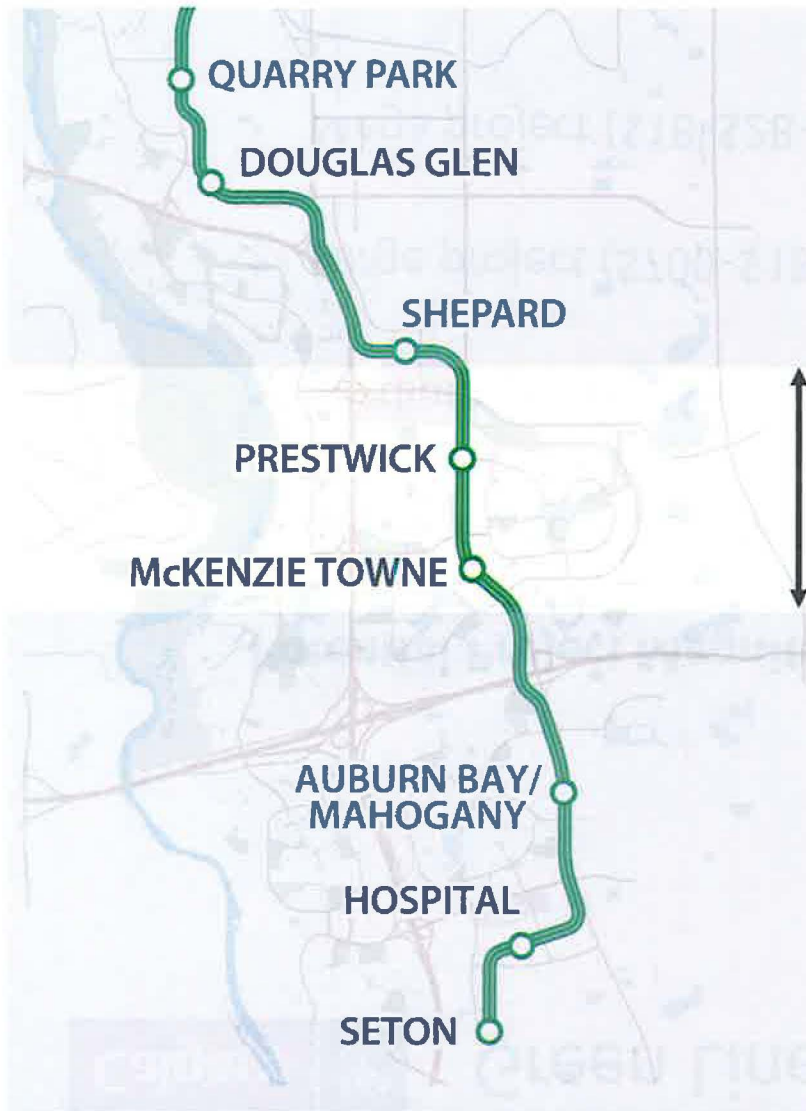 QUARRY PARK
DOUGLAS GLEN
SHEPARD
PRESTWICK
McKENZIE TOWNE
AUBURN BAY/
MAHOGANY
HOSPITAL
SETON